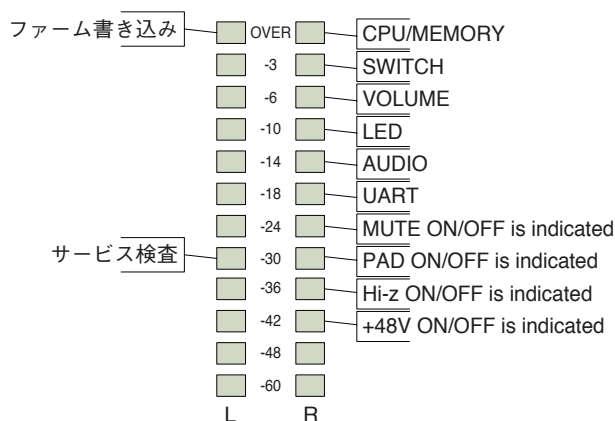 ファーム書き込み OVER CPU/MEMORY
-3 SWITCH
-6 VOLUME
-10 LED
-14 AUDIO
-18 UART
-24 MUTE ON/OFF is indicated
サービス検査 -30 PAD ON/OFF is indicated
-36 Hi-z ON/OFF is indicated
-42 +48V ON/OFF is indicated
-48
-60
L R